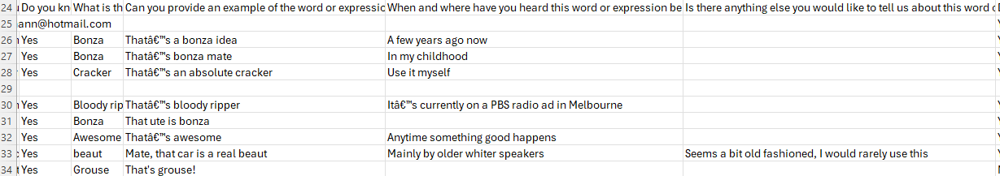 24 Do you kn What is th Can you provide an example of the word or expressic When and where have you heard this word or expression be Is there anything else you would like to tell us about this word
25 ann@hotmail.com
26 Yes Bonza Thatâ€™s a bonza idea A few years ago now
27 Yes Bonza Thatâ€™s bonza mate In my childhood
28 Yes Cracker Thatâ€™s an absolute cracker Use it myself
29
30 Yes Bloody rip Thatâ€™s bloody ripper Itâ€™s currently on a PBS radio ad in Melbourne
31 Yes Bonza That ute is bonza
32 Yes Awesome Thatâ€™s awesome Anytime something good happens
33 Yes beaut Mate, that car is a real beaut Mainly by older whiter speakers Seems a bit old fashioned, I would rarely use this
34 Yes Grouse That's grouse!